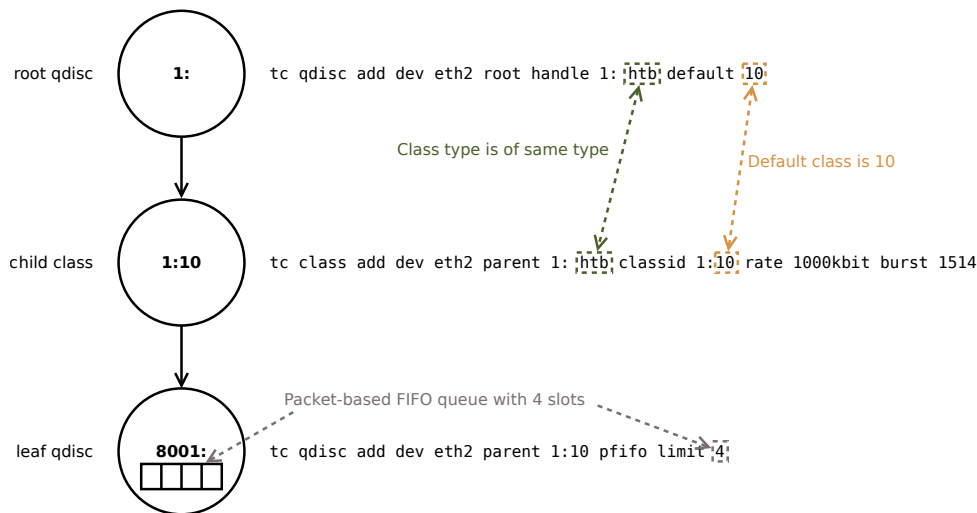 root qdisc
1:
tc qdisc add dev eth2 root handle 1: htb default 10
Class type is of same type
Default class is 10
child class
1:10
tc class add dev eth2 parent 1: htb classid 1:10 rate 1000kbit burst 1514
Packet-based FIFO queue with 4 slots
leaf qdisc
8001:
tc qdisc add dev eth2 parent 1:10 pfifo limit 4